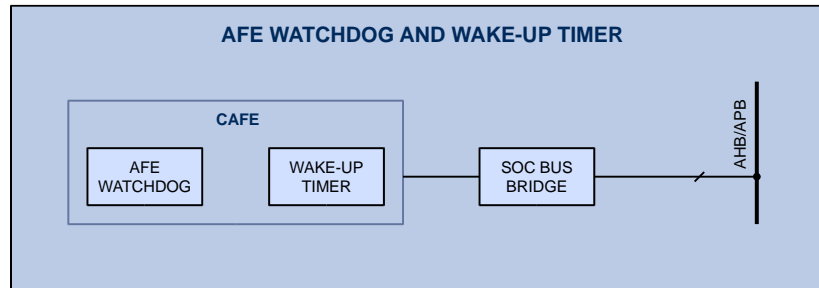 AFE WATCHDOG AND WAKE-UP TIMER
CAFE
AFE
WATCHDOG
WAKE-UP
TIMER
SOC BUS
BRIDGE
AHB/APB